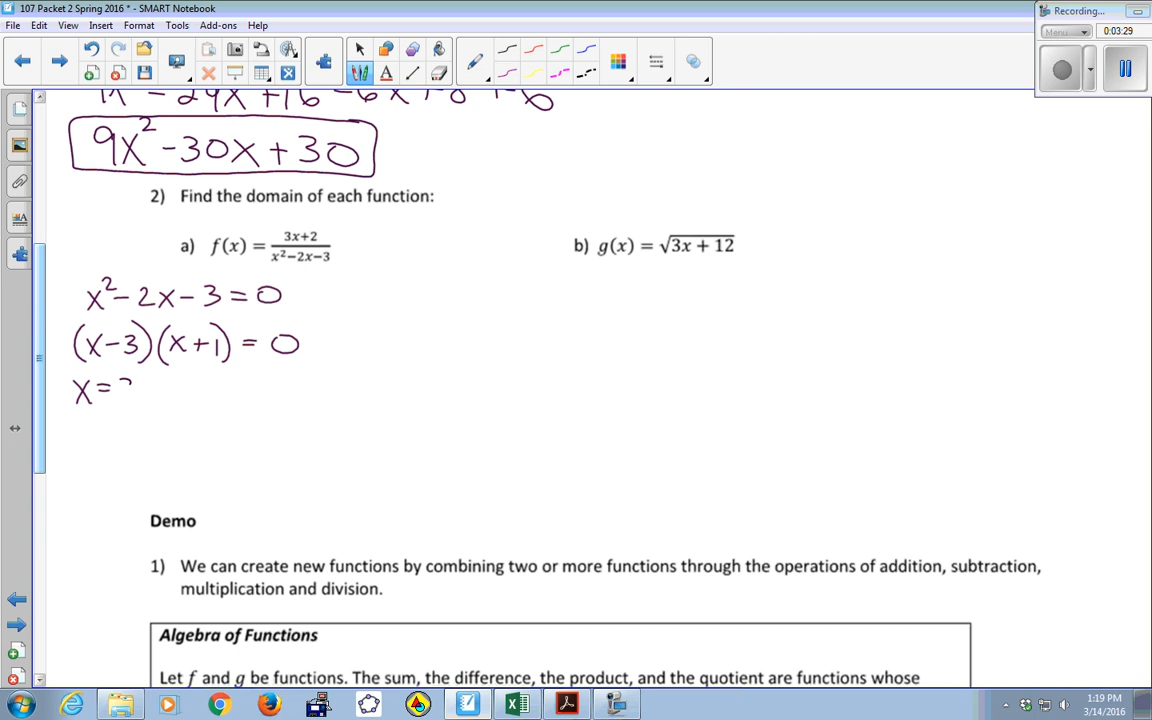 107 Packet 2 Spring 2016 * - SMART Notebook
File Edit View Insert Format Tools Add-ons Help
Recording...
Menu
0:03:29
9x² - 30x + 30
2) Find the domain of each function:
a) f(x) = (3x+2)/(x²−2x−3)
b) g(x) = √(3x + 12)
x² - 2x - 3 = 0
(x-3)(x+1) = 0
x =
Demo
1) We can create new functions by combining two or more functions through the operations of addition, subtraction,
multiplication and division.
Algebra of Functions
Let f and g be functions. The sum, the difference, the product, and the quotient are functions whose
1:19 PM
3/14/2016